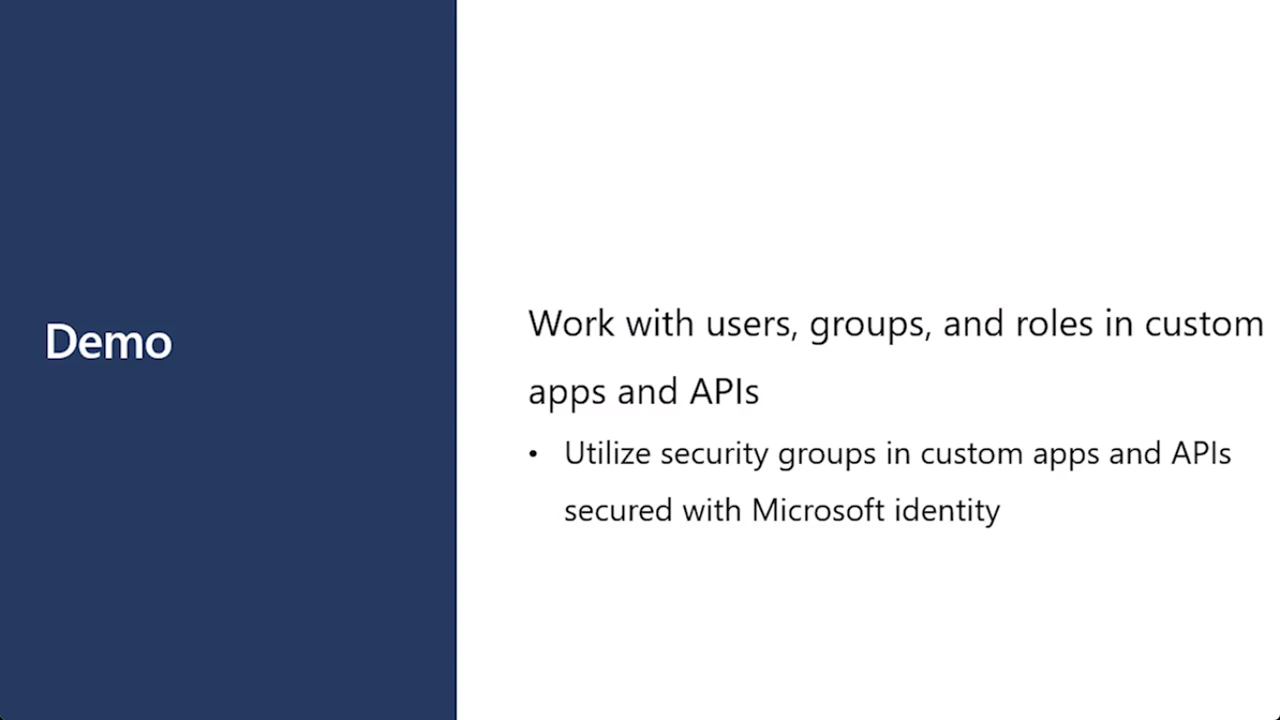 Demo
Work with users, groups, and roles in custom
apps and APIs
• Utilize security groups in custom apps and APIs
secured with Microsoft identity